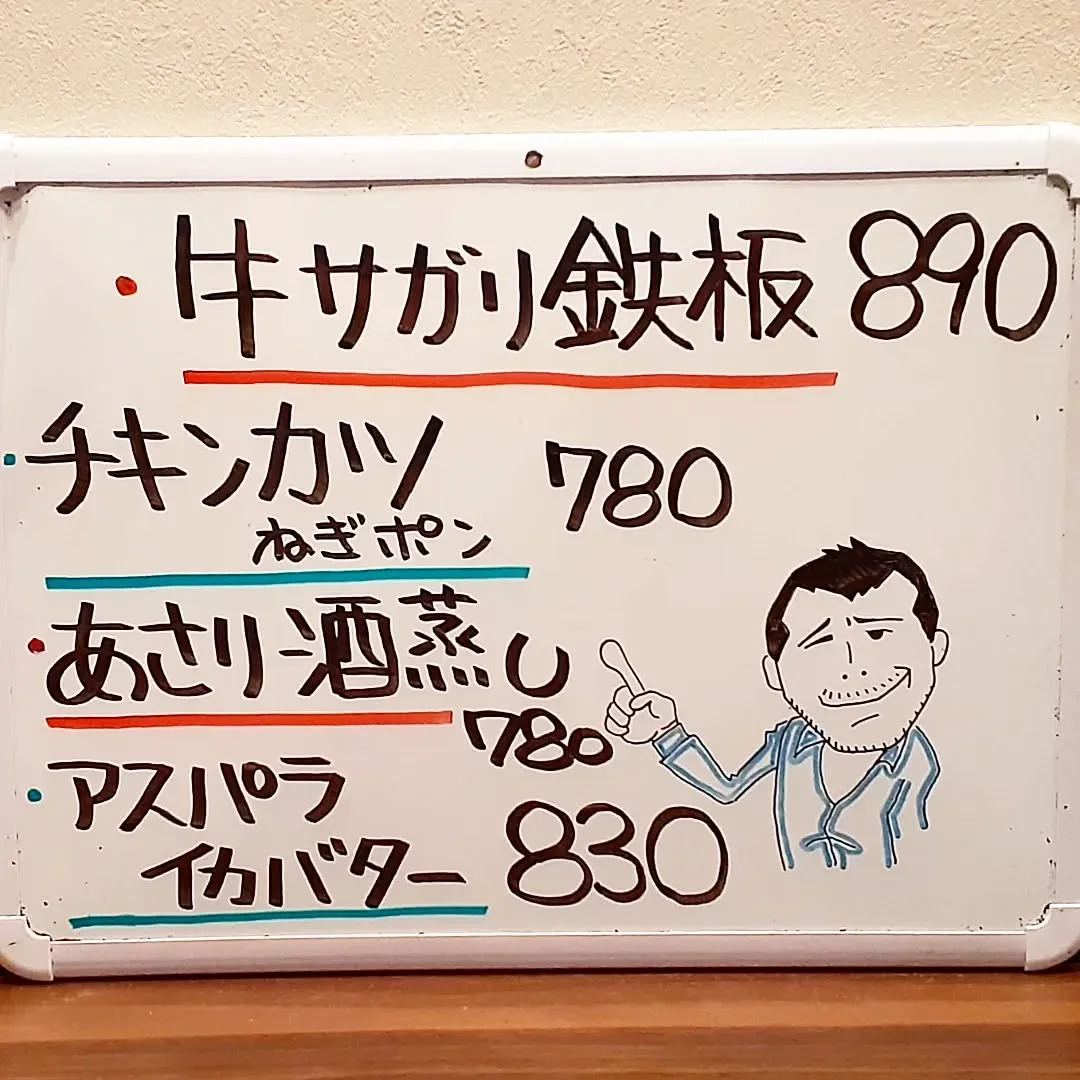 ・牛サガリ鉄板 890
・チキンカツ 780
ねぎポン
・あさり酒蒸し
780
・アスパラ
イカバター 830